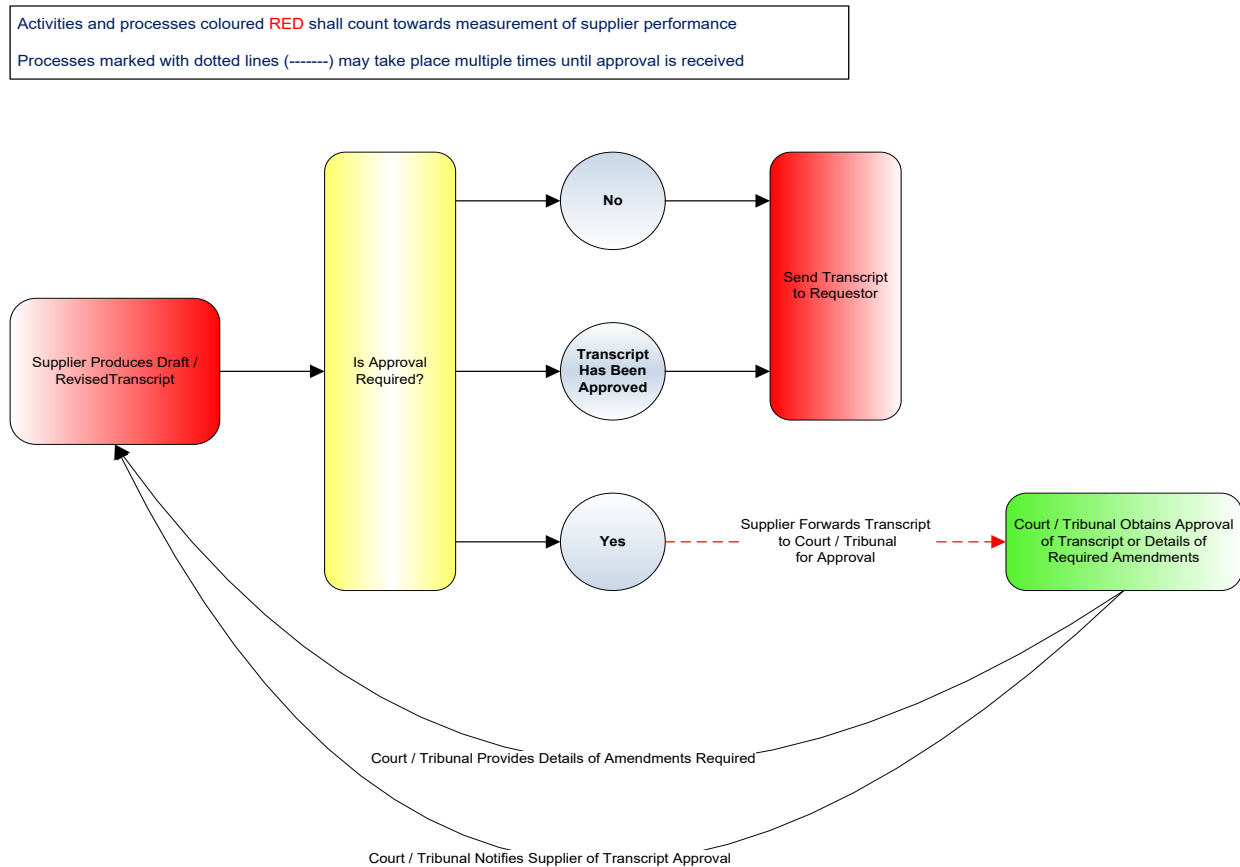 Activities and processes coloured RED shall count towards measurement of supplier performance
Processes marked with dotted lines (-------) may take place multiple times until approval is received
No
Send Transcript
to Requestor
Supplier Produces Draft /
RevisedTranscript
Is Approval
Required?
Transcript
Has Been
Approved
Yes
Supplier Forwards Transcript
to Court / Tribunal
for Approval
Court / Tribunal Obtains Approval
of Transcript or Details of
Required Amendments
Court / Tribunal Provides Details of Amendments Required
Court / Tribunal Notifies Supplier of Transcript Approval